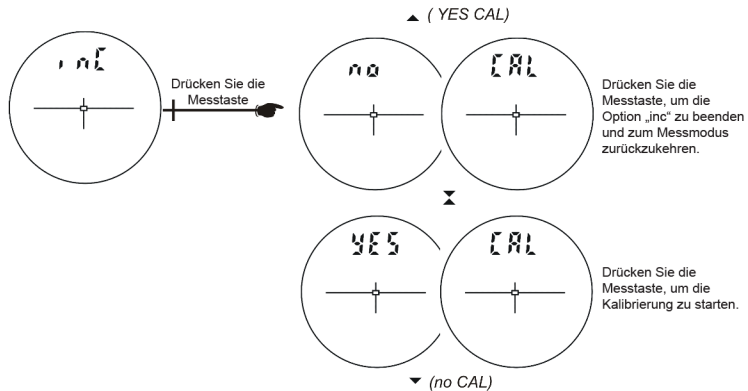 ▲ ( YES CAL)
inC
Drücken Sie die
Messtaste
no CAL
Drücken Sie die
Messtaste, um die
Option „inc“ zu beenden
und zum Messmodus
zurückzukehren.
YES CAL
Drücken Sie die
Messtaste, um die
Kalibrierung zu starten.
▼ (no CAL)